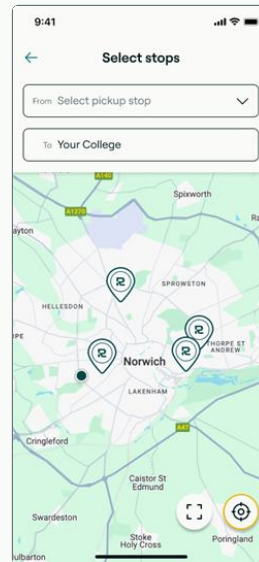 9:41
Select stops
From Select pickup stop
To Your College
A140
Spixworth
A1270
SPROWSTON
HELLESDON
THORPE ST
ANDREW
Norwich
LAKENHAM
A47
Cringleford
Caistor St
Edmund
Swardeston
Stoke
Holy Cross
Poringland